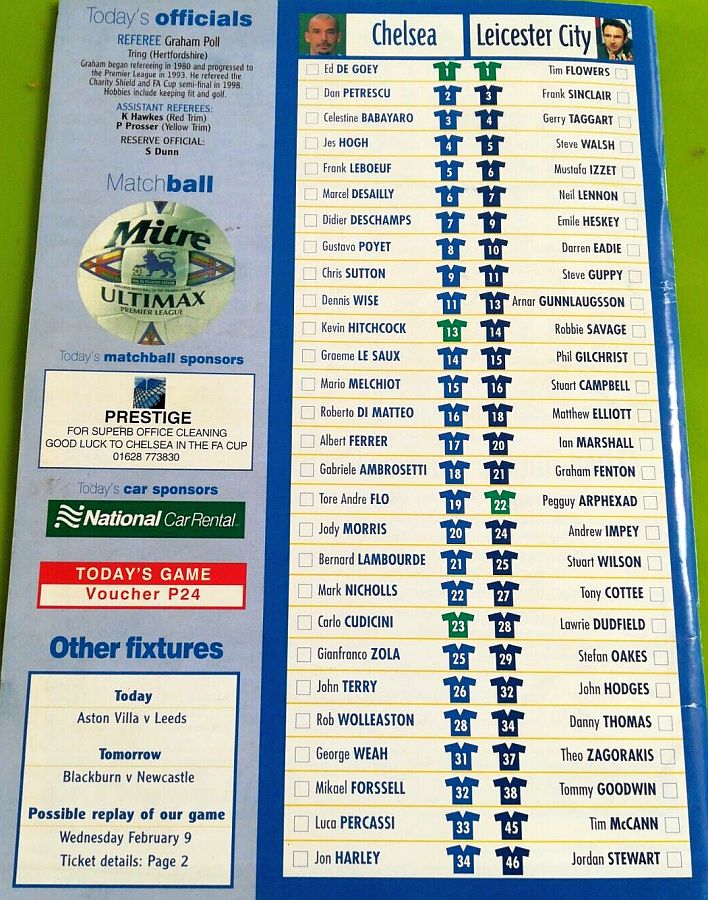 Today's officials
REFEREE Graham Poll
Tring (Hertfordshire)
Graham began refereeing in 1980 and progressed to
the Premier League in 1993. He refereed the
Charity Shield and FA Cup semi-final in 1998.
Hobbies include keeping fit and golf.
ASSISTANT REFEREES:
K Hawkes (Red Trim)
P Prosser (Yellow Trim)
RESERVE OFFICIAL:
S Dunn
Matchball
Mitre
ULTIMAX
PREMIER LEAGUE
Today's matchball sponsors
PRESTIGE
FOR SUPERB OFFICE CLEANING
GOOD LUCK TO CHELSEA IN THE FA CUP
01628 773830
Today's car sponsors
National Car Rental
TODAY'S GAME
Voucher P24
Other fixtures
Today
Aston Villa v Leeds
Tomorrow
Blackburn v Newcastle
Possible replay of our game
Wednesday February 9
Ticket details: Page 2
Chelsea Leicester City
Ed DE GOEY 1 1 Tim FLOWERS
Dan PETRESCU 2 3 Frank SINCLAIR
Celestine BABAYARO 3 4 Gerry TAGGART
Jes HOGH 4 5 Steve WALSH
Frank LEBOEUF 5 6 Mustafa IZZET
Marcel DESAILLY 6 7 Neil LENNON
Didier DESCHAMPS 7 9 Emile HESKEY
Gustavo POYET 8 10 Darren EADIE
Chris SUTTON 9 11 Steve GUPPY
Dennis WISE 11 13 Arnar GUNNLAUGSSON
Kevin HITCHCOCK 13 14 Robbie SAVAGE
Graeme LE SAUX 14 15 Phil GILCHRIST
Mario MELCHIOT 15 16 Stuart CAMPBELL
Roberto DI MATTEO 16 18 Matthew ELLIOTT
Albert FERRER 17 20 Ian MARSHALL
Gabriele AMBROSETTI 18 21 Graham FENTON
Tore Andre FLO 19 22 Pegguy ARPHEXAD
Jody MORRIS 20 24 Andrew IMPEY
Bernard LAMBOURDE 21 25 Stuart WILSON
Mark NICHOLLS 22 27 Tony COTTEE
Carlo CUDICINI 23 28 Lawrie DUDFIELD
Gianfranco ZOLA 25 29 Stefan OAKES
John TERRY 26 32 John HODGES
Rob WOLLEASTON 28 34 Danny THOMAS
George WEAH 31 37 Theo ZAGORAKIS
Mikael FORSSELL 32 38 Tommy GOODWIN
Luca PERCASSI 33 45 Tim McCANN
Jon HARLEY 34 46 Jordan STEWART